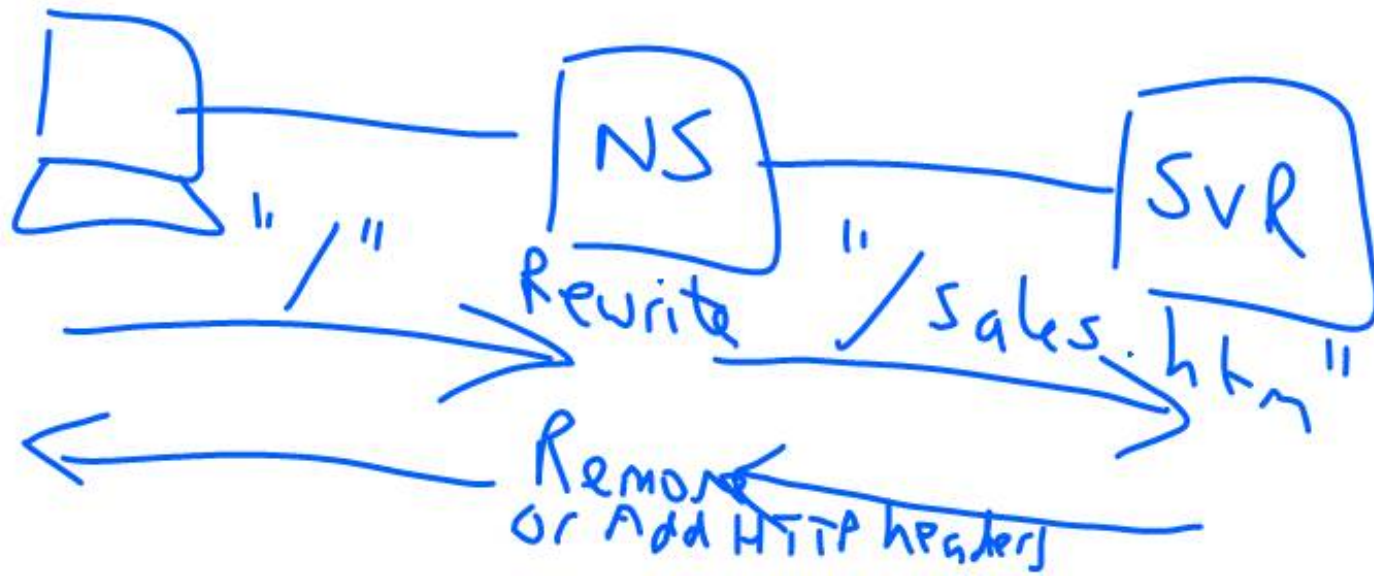 NS
SVR
"/"
Rewrite
"/sales.htm"
Remove
or Add HTTP headers